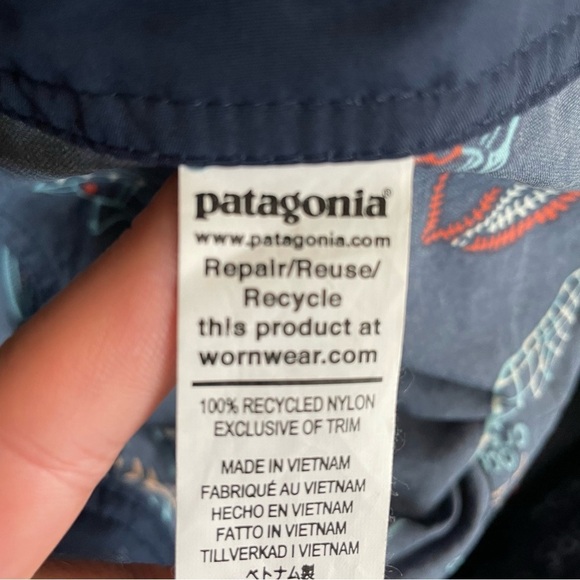 patagonia®
www.patagonia.com
Repair/Reuse/
Recycle
this product at
wornwear.com
100% RECYCLED NYLON
EXCLUSIVE OF TRIM
MADE IN VIETNAM
FABRIQUÉ AU VIETNAM
HECHO EN VIETNAM
FATTO IN VIETNAM
TILLVERKAD I VIETNAM
ベトナム製